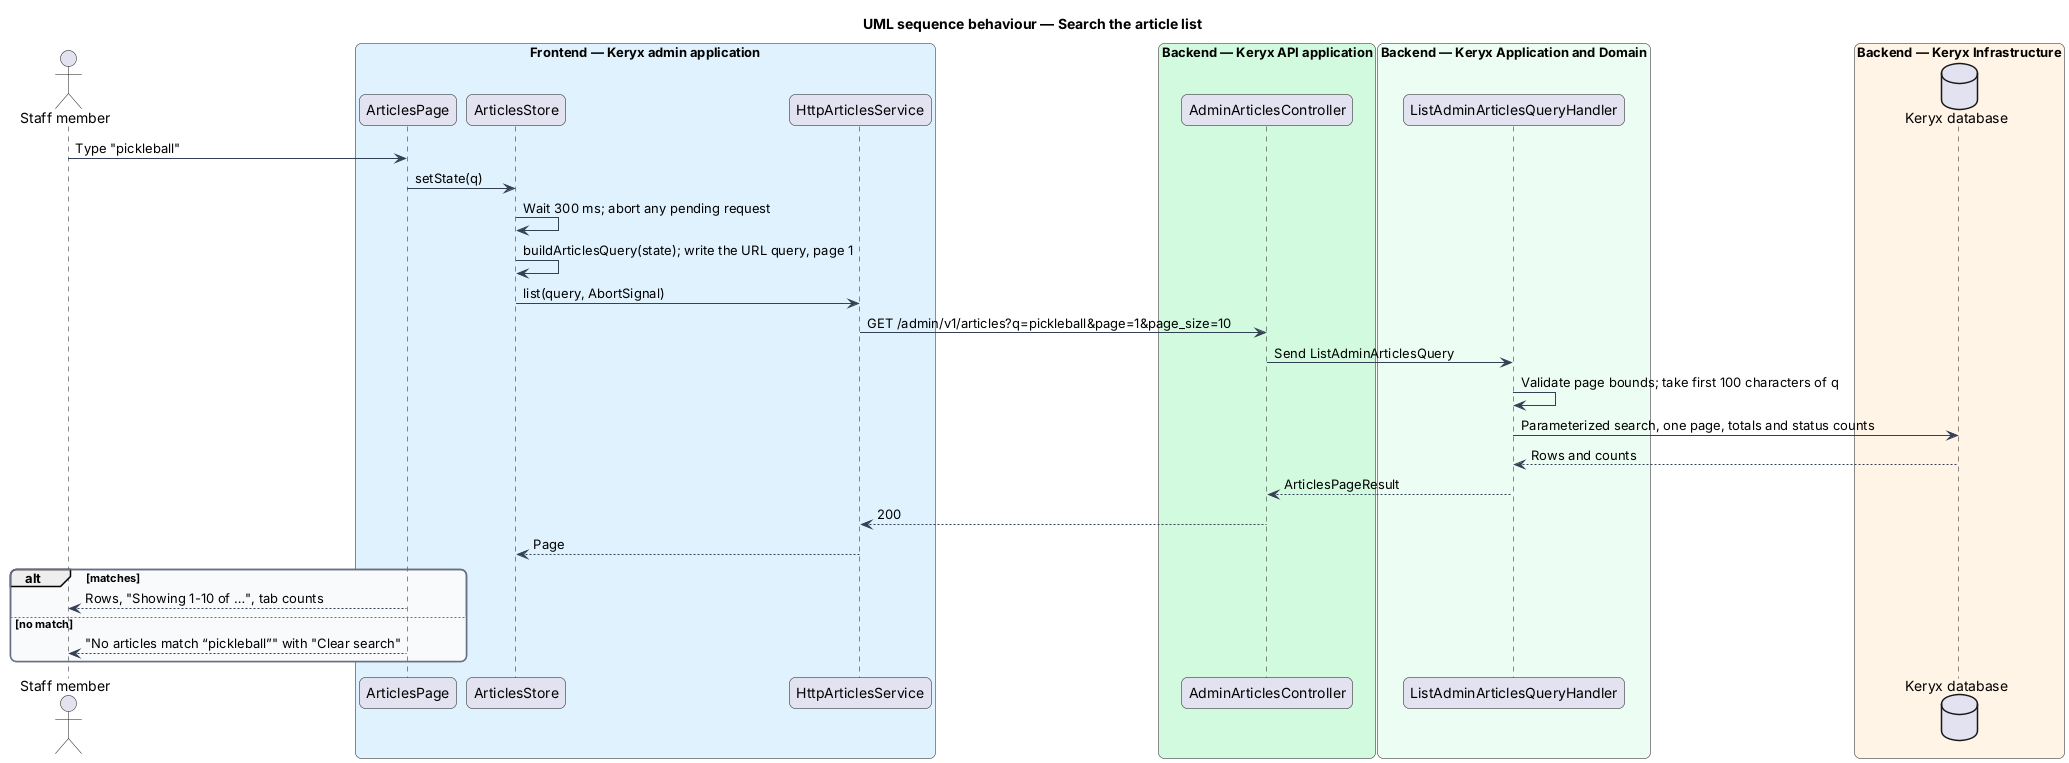 UML sequence behaviour — Search the article list
Frontend — Keryx admin application
Backend — Keryx API application
Backend — Keryx Application and Domain
Backend — Keryx Infrastructure
Staff member
ArticlesPage
ArticlesStore
HttpArticlesService
AdminArticlesController
ListAdminArticlesQueryHandler
Keryx database
Type "pickleball"
setState(q)
Wait 300 ms; abort any pending request
buildArticlesQuery(state); write the URL query, page 1
list(query, AbortSignal)
GET /admin/v1/articles?q=pickleball&page=1&page_size=10
Send ListAdminArticlesQuery
Validate page bounds; take first 100 characters of q
Parameterized search, one page, totals and status counts
Rows and counts
ArticlesPageResult
200
Page
alt
[matches]
Rows, "Showing 1-10 of ...", tab counts
[no match]
"No articles match “pickleball”" with "Clear search"
Staff member
ArticlesPage
ArticlesStore
HttpArticlesService
AdminArticlesController
ListAdminArticlesQueryHandler
Keryx database